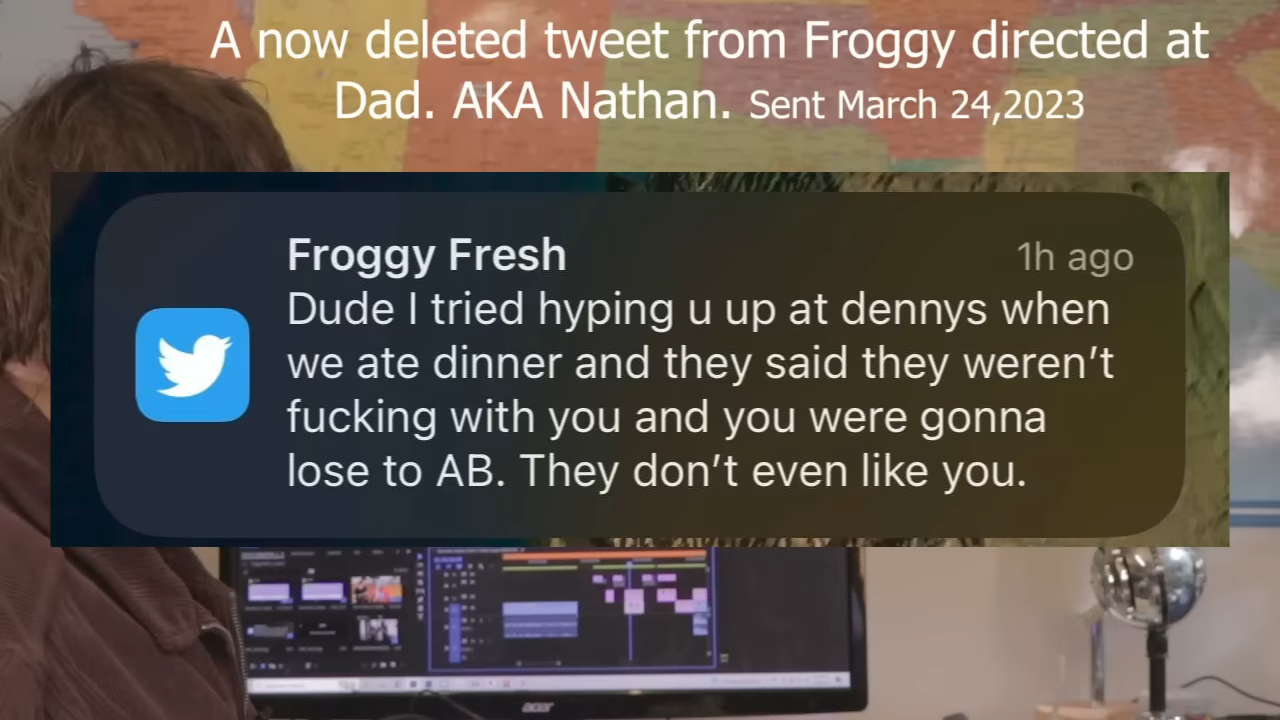 A now deleted tweet from Froggy directed at
Dad. AKA Nathan. Sent March 24,2023
Froggy Fresh
1h ago
Dude I tried hyping u up at dennys when
we ate dinner and they said they weren't
fucking with you and you were gonna
lose to AB. They don't even like you.
acer